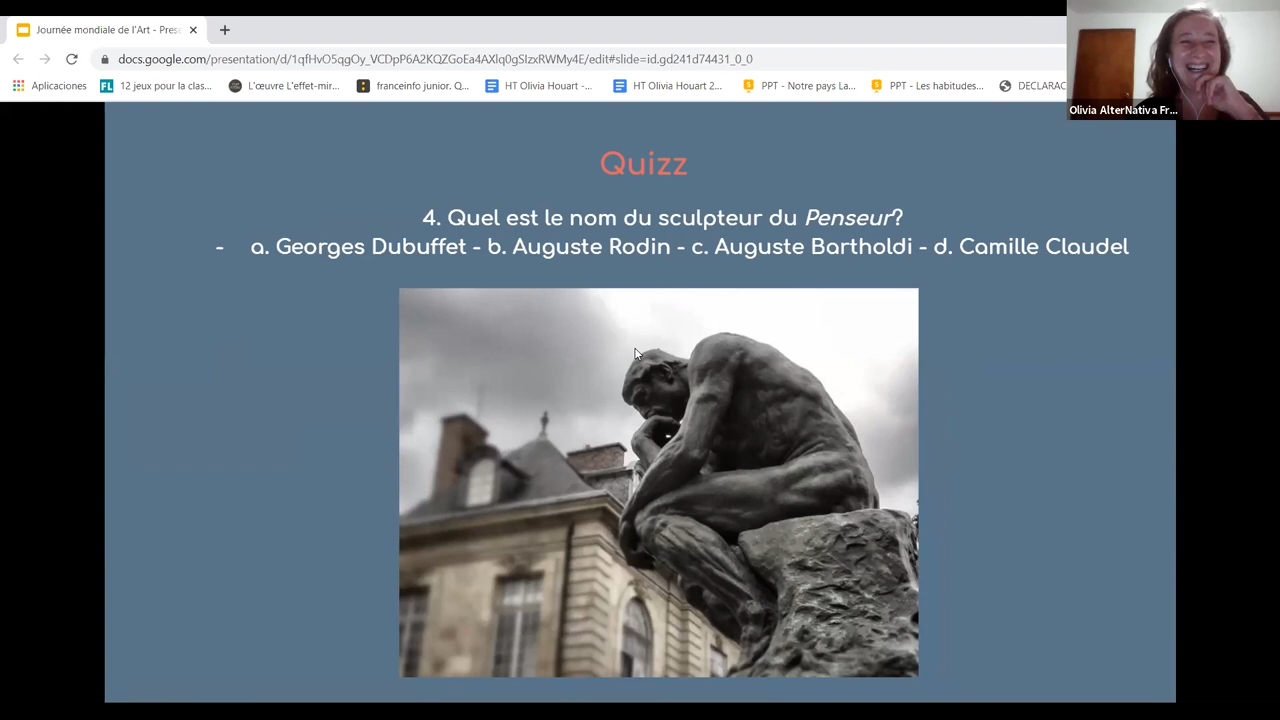 Journée mondiale de l'Art - Pres
docs.google.com/presentation/d/1qfHvO5qgOy_VCDpP6A2KQZGoEa4AXlq0gSIzxRWMy4E/edit#slide=id.gd241d74431_0_0
Aplicaciones
FL 12 jeux pour la clas...
L'œuvre L'effet-mir...
franceinfo junior. Q...
HT Olivia Houart -...
HT Olivia Houart 2...
PPT - Notre pays La...
PPT - Les habitudes...
DECLARAC
Olivia AlterNativa Fr...
Quizz
4. Quel est le nom du sculpteur du Penseur?
- a. Georges Dubuffet - b. Auguste Rodin - c. Auguste Bartholdi - d. Camille Claudel